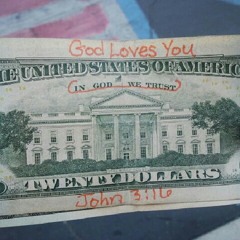 God Loves You
THE UNITED STATES OF AMERICA
IN GOD WE TRUST
TWENTY DOLLARS
John 3:16